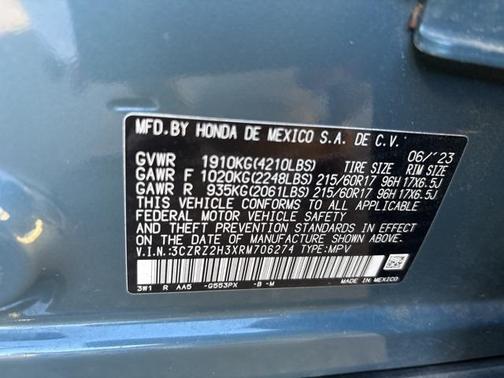 MFD.BY HONDA DE MEXICO S.A. DE C.V.
06/'23
GVWR 1910KG(4210LBS) TIRE SIZE RIM SIZE
GAWR F 1020KG(2248LBS) 215/60R17 96H 17X6.5J
GAWR R 935KG(2061LBS) 215/60R17 96H 17X6.5J
THIS VEHICLE CONFORMS TO ALL APPLICABLE
FEDERAL MOTOR VEHICLE SAFETY
AND THEFT PREVENTION STANDARDS IN EFFECT ON
THE DATE OF MANUFACTURE SHOWN ABOVE.
V.I.N.:3CZRZ2H3XRM706274 TYPE:MPV
3W1 R AA5 -G553PX -B -M
MADE IN MEXICO